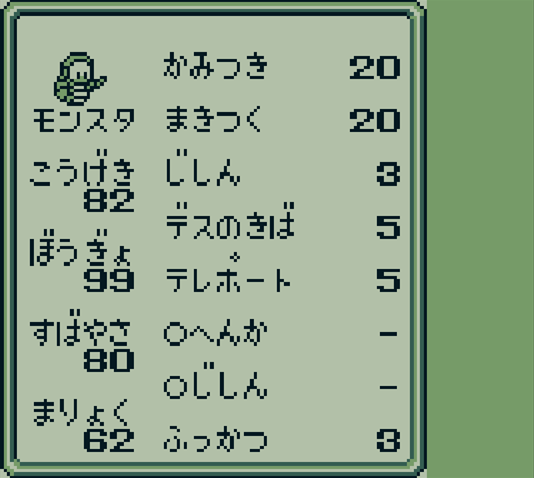 かみつき 20
モンスタ まきつく 20
こうげき 82 じしん 3
デスのきば 5
ぼうぎょ 99 テレポート 5
すばやさ 80 ○へんか -
○じしん -
まりょく 62 ふっかつ 3